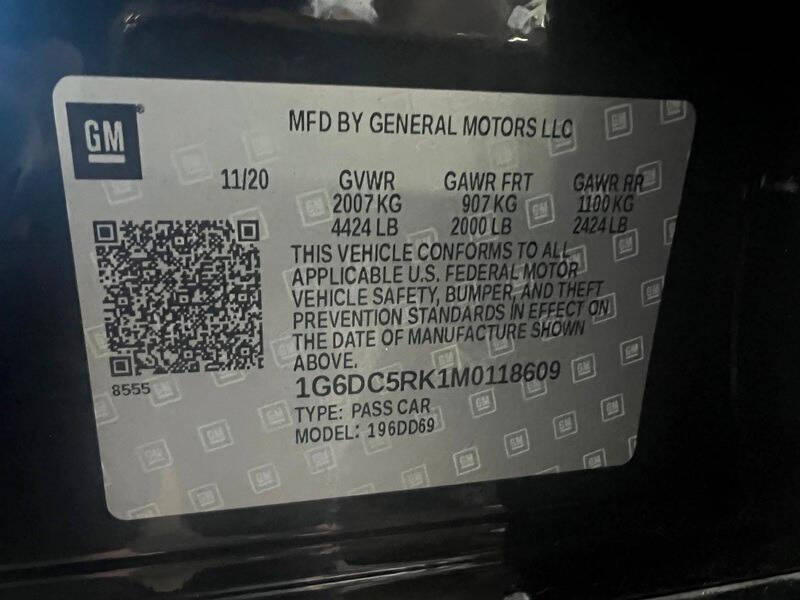 GM
MFD BY GENERAL MOTORS LLC
11/20 GVWR GAWR FRT GAWR RR
2007 KG 907 KG 1100 KG
4424 LB 2000 LB 2424 LB
THIS VEHICLE CONFORMS TO ALL
APPLICABLE U.S. FEDERAL MOTOR
VEHICLE SAFETY, BUMPER, AND THEFT
PREVENTION STANDARDS IN EFFECT ON
THE DATE OF MANUFACTURE SHOWN
ABOVE.
8555
1G6DC5RK1M0118609
TYPE: PASS CAR
MODEL: 196DD69